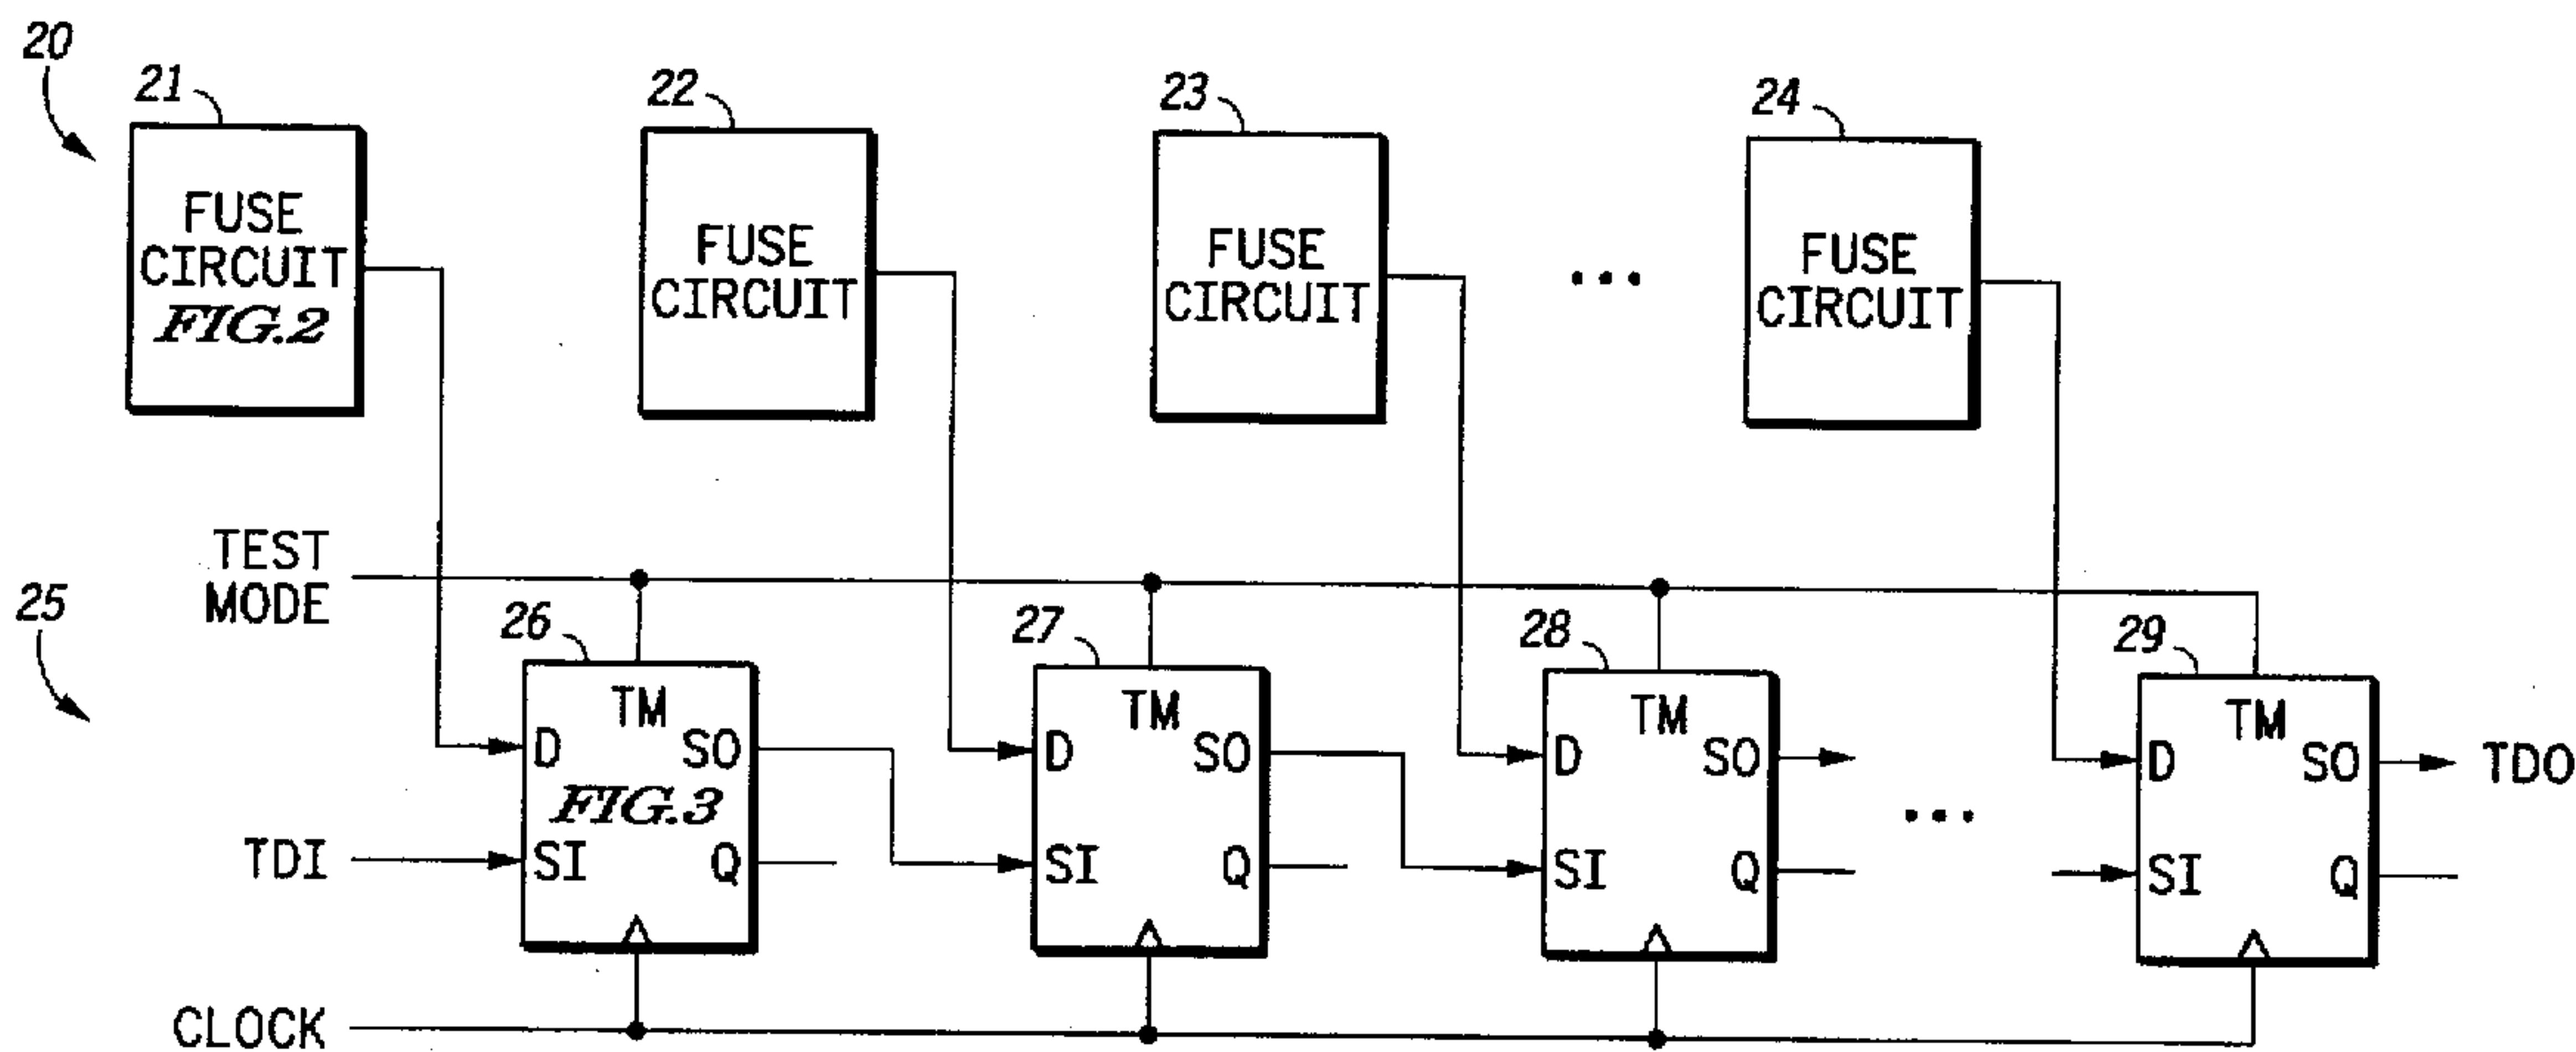 20
21
22
23
24
FUSE
CIRCUIT
FIG.2
FUSE
CIRCUIT
FUSE
CIRCUIT
FUSE
CIRCUIT
TEST
MODE
25
26
27
28
29
TM
D
SO
FIG.3
SI
Q
TM
D
SO
SI
Q
TM
D
SO
SI
Q
TM
D
SO
SI
Q
TDO
TDI
CLOCK